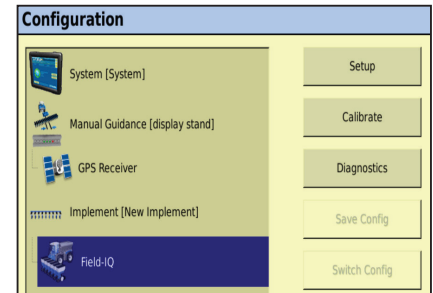 Configuration
System [System]
Manual Guidance [display stand]
GPS Receiver
Implement [New Implement]
Field-IQ
Setup
Calibrate
Diagnostics
Save Config
Switch Config